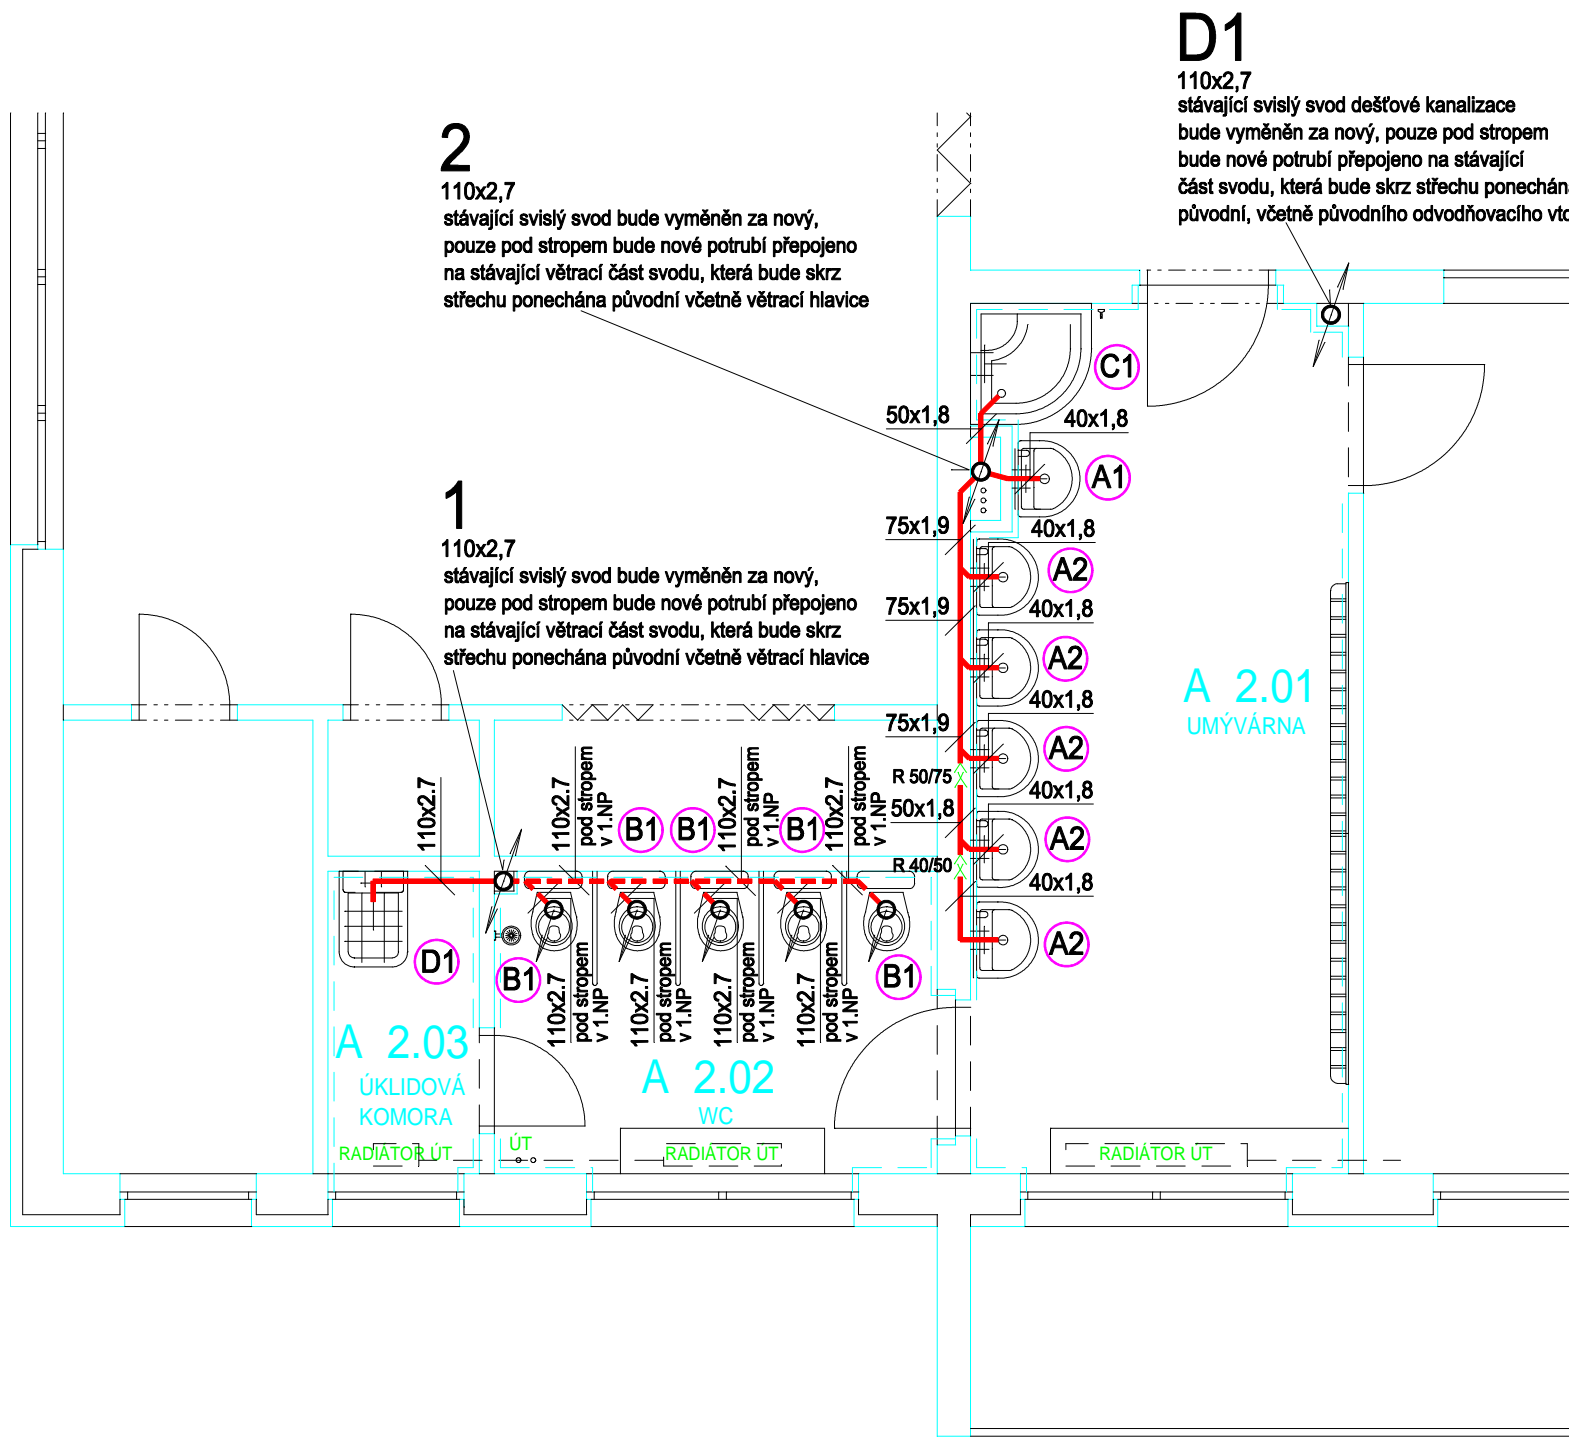 D1
110x2,7
stávající svislý svod dešťové kanalizace
bude vyměněn za nový, pouze pod stropem
bude nové potrubí přepojeno na stávající
část svodu, která bude skrz střechu
původní, včetně původního odvodňovacího
2
110x2,7
stávající svislý svod bude vyměněn za nový,
pouze pod stropem bude nové potrubí přepojeno
na stávající větrací část svodu, která bude skrz
střechu ponechána původní včetně větrací hlavice
C1
50x1,8
40x1,8
A1
1
110x2,7
stávající svislý svod bude vyměněn za nový,
pouze pod stropem bude nové potrubí přepojeno
na stávající větrací část svodu, která bude skrz
střechu ponechána původní včetně větrací hlavice
75x1,9
40x1,8
A2
75x1,9
40x1,8
A2
40x1,8
75x1,9
A2
R 50/75
40x1,8
50x1,8
A2
R 40/50
40x1,8
A2
A 2.01
UMÝVÁRNA
110x2.7
110x2.7
pod stropem
v 1.NP
B1
B1
110x2.7
pod stropem
v 1.NP
B1
110x2.7
pod stropem
v 1.NP
D1
B1
B1
110x2.7
pod stropem
v 1.NP
110x2.7
pod stropem
v 1.NP
110x2.7
pod stropem
v 1.NP
110x2.7
pod stropem
v 1.NP
A 2.03
ÚKLIDOVÁ
KOMORA
A 2.02
WC
RADIÁTOR ÚT
ÚT
RADIÁTOR ÚT
RADIÁTOR ÚT